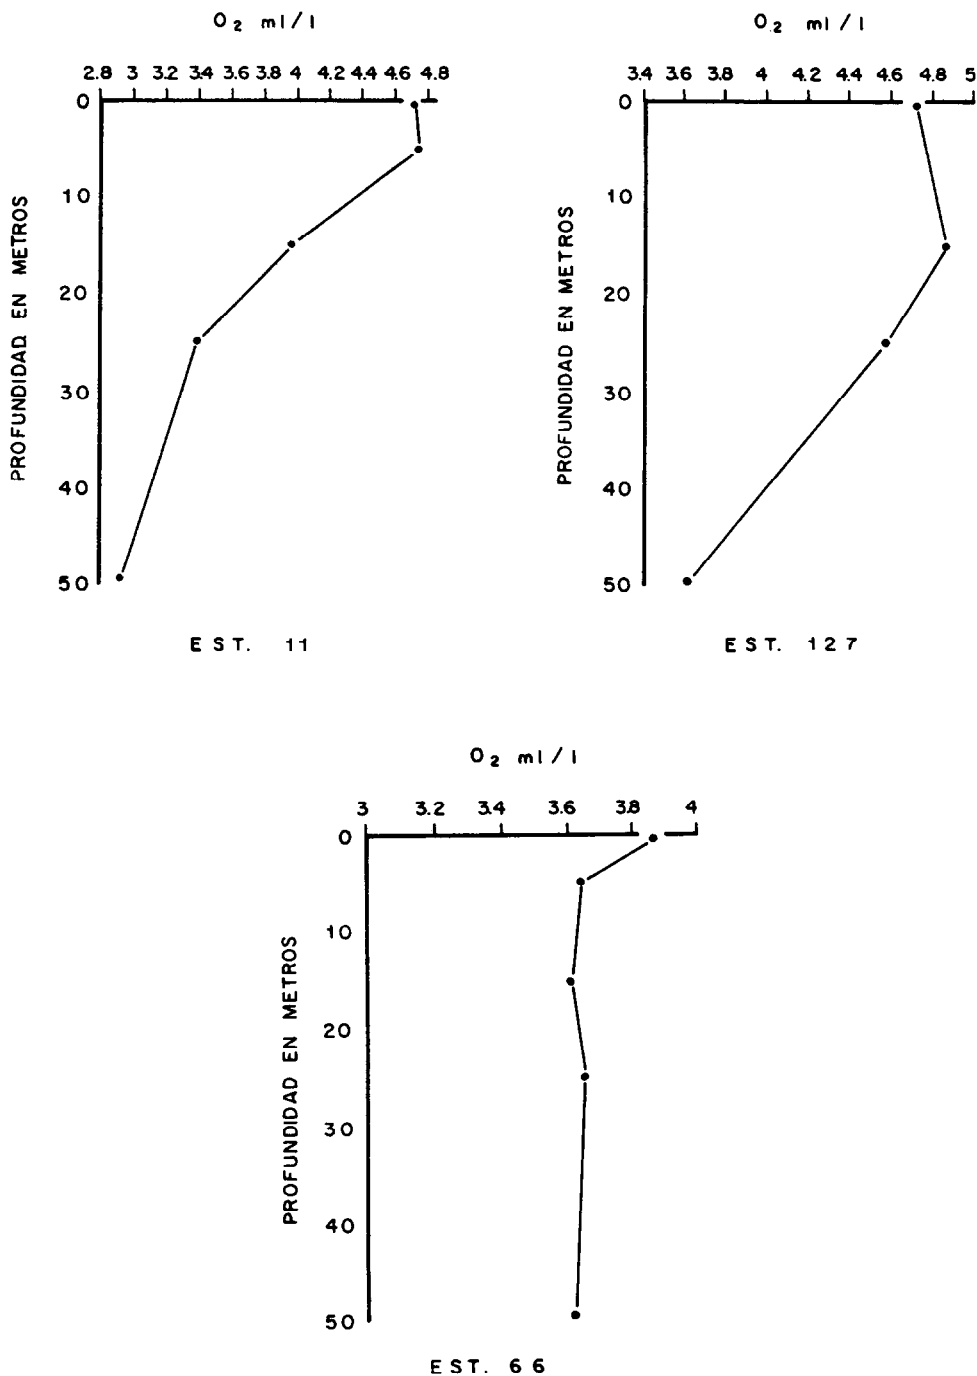 O2 ml/l
2.8 3 3.2 3.4 3.6 3.8 4 4.2 4.4 4.6 4.8
0
10
20
30
40
50
PROFUNDIDAD EN METROS
EST. 11
O2 ml/l
3.4 3.6 4 4.2 4.4 4.6 4.8 5
0
10
20
30
40
50
PROFUNDIDAD EN METROS
EST. 127
O2 ml/l
3 3.2 3.4 3.6 3.8 4
0
10
20
30
40
50
PROFUNDIDAD EN METROS
EST. 66